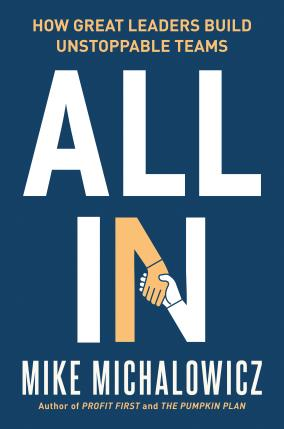 HOW GREAT LEADERS BUILD
UNSTOPPABLE TEAMS
ALL
IN
MIKE MICHALOWICZ
Author of PROFIT FIRST and THE PUMPKIN PLAN